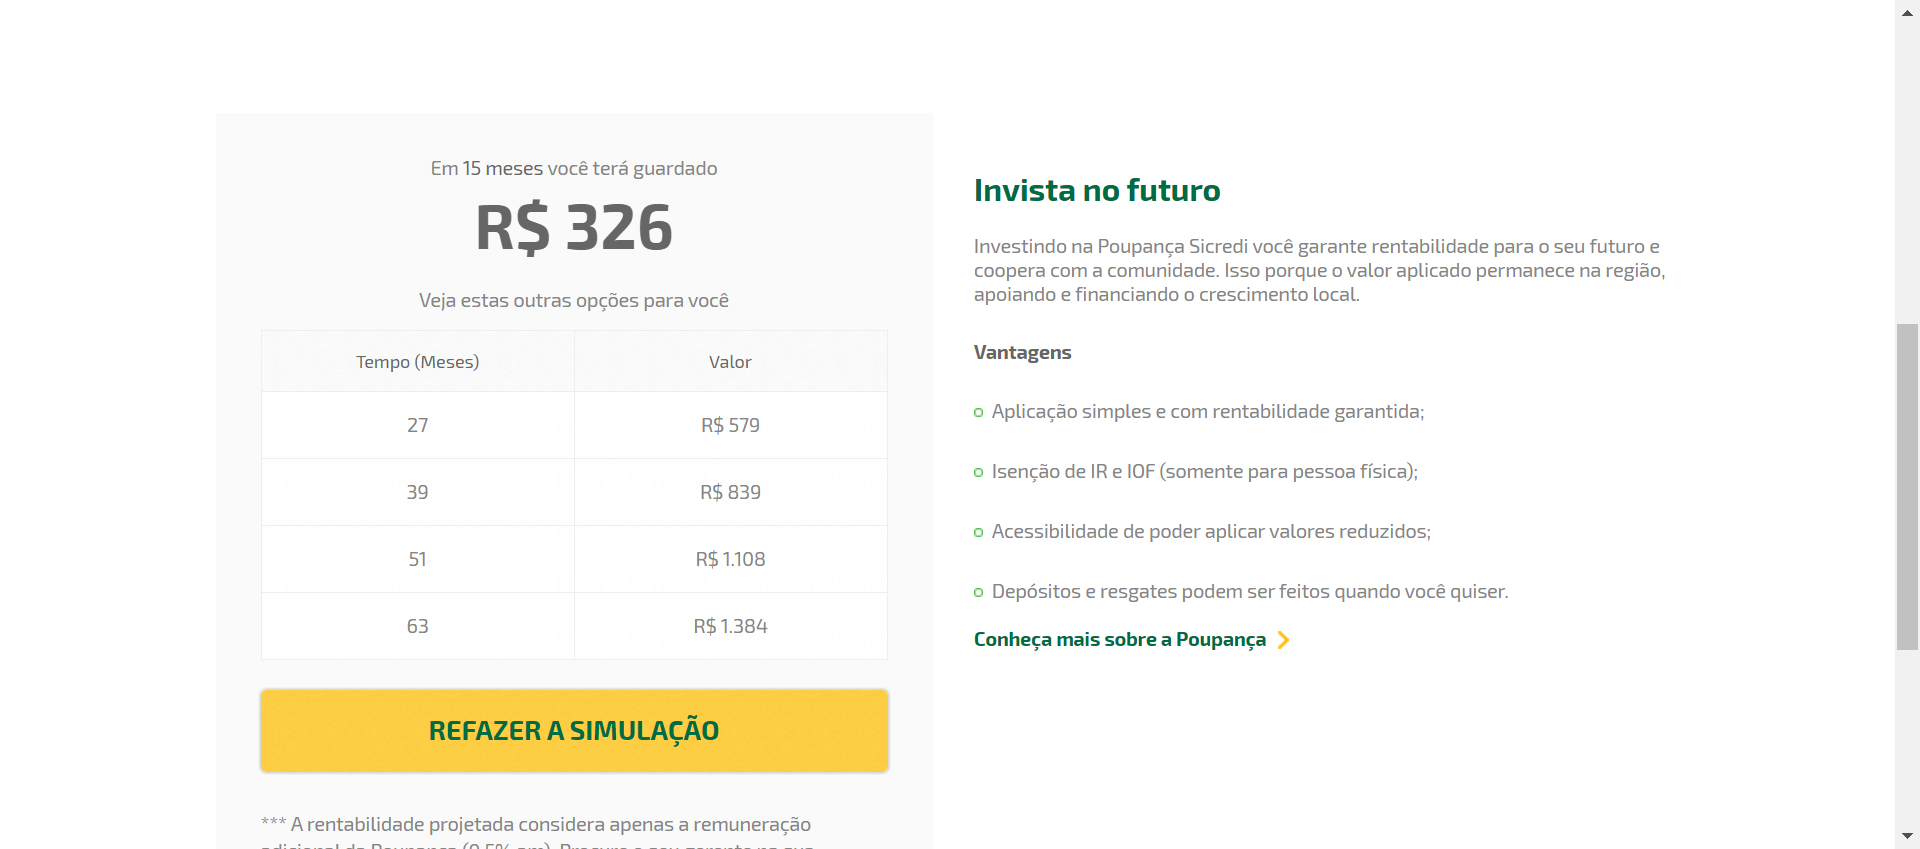 Em 15 meses você terá guardado
R$ 326
Veja estas outras opções para você
Tempo (Meses) Valor
27 R$ 579
39 R$ 839
51 R$ 1.108
63 R$ 1.384
REFAZER A SIMULAÇÃO
*** A rentabilidade projetada considera apenas a remuneração
Invista no futuro
Investindo na Poupança Sicredi você garante rentabilidade para o seu futuro e
coopera com a comunidade. Isso porque o valor aplicado permanece na região,
apoiando e financiando o crescimento local.
Vantagens
Aplicação simples e com rentabilidade garantida;
Isenção de IR e IOF (somente para pessoa física);
Acessibilidade de poder aplicar valores reduzidos;
Depósitos e resgates podem ser feitos quando você quiser.
Conheça mais sobre a Poupança